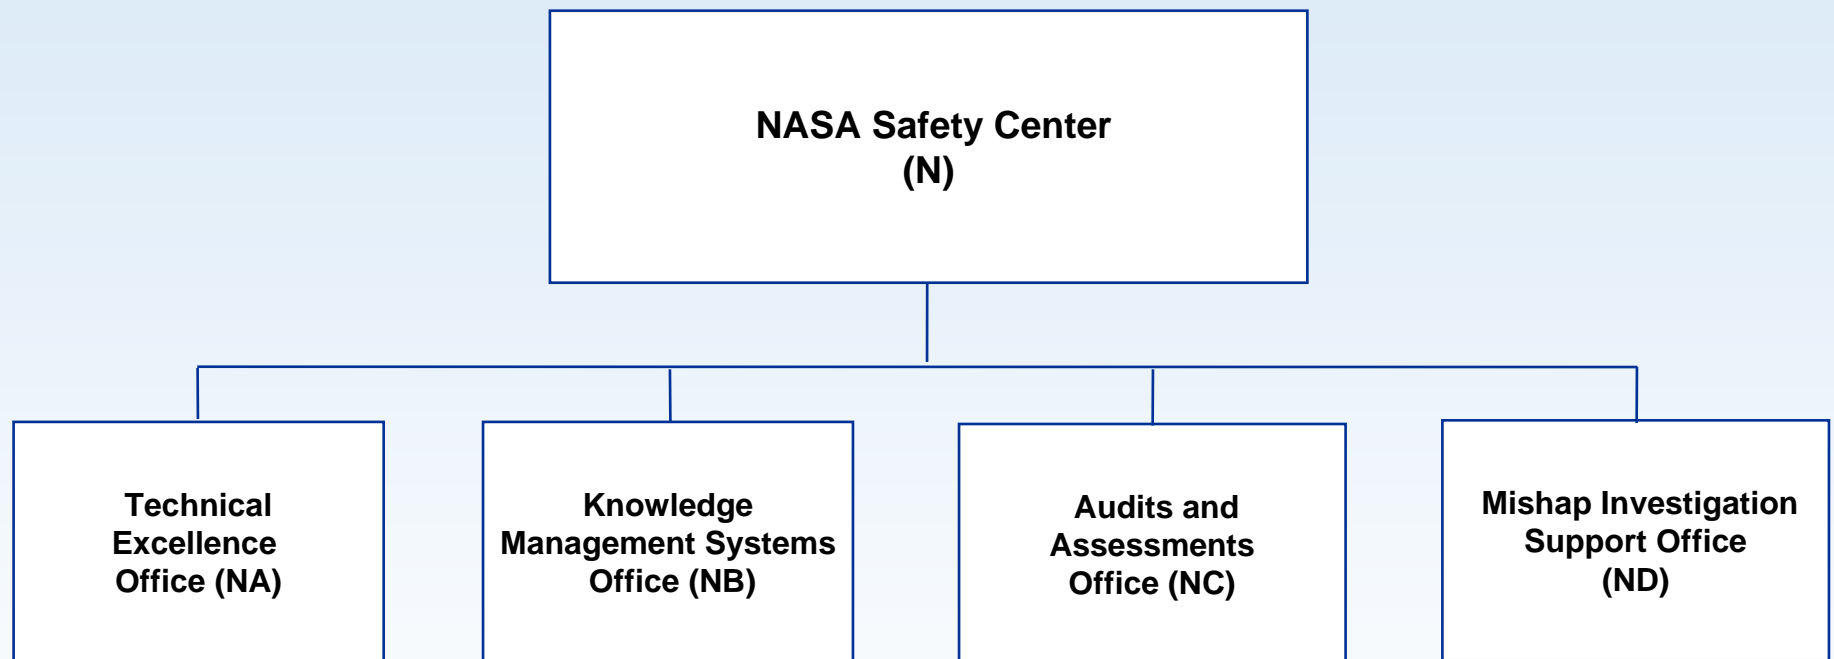 NASA Safety Center
(N)
Technical
Excellence
Office (NA)
Knowledge
Management Systems
Office (NB)
Audits and
Assessments
Office (NC)
Mishap Investigation
Support Office
(ND)